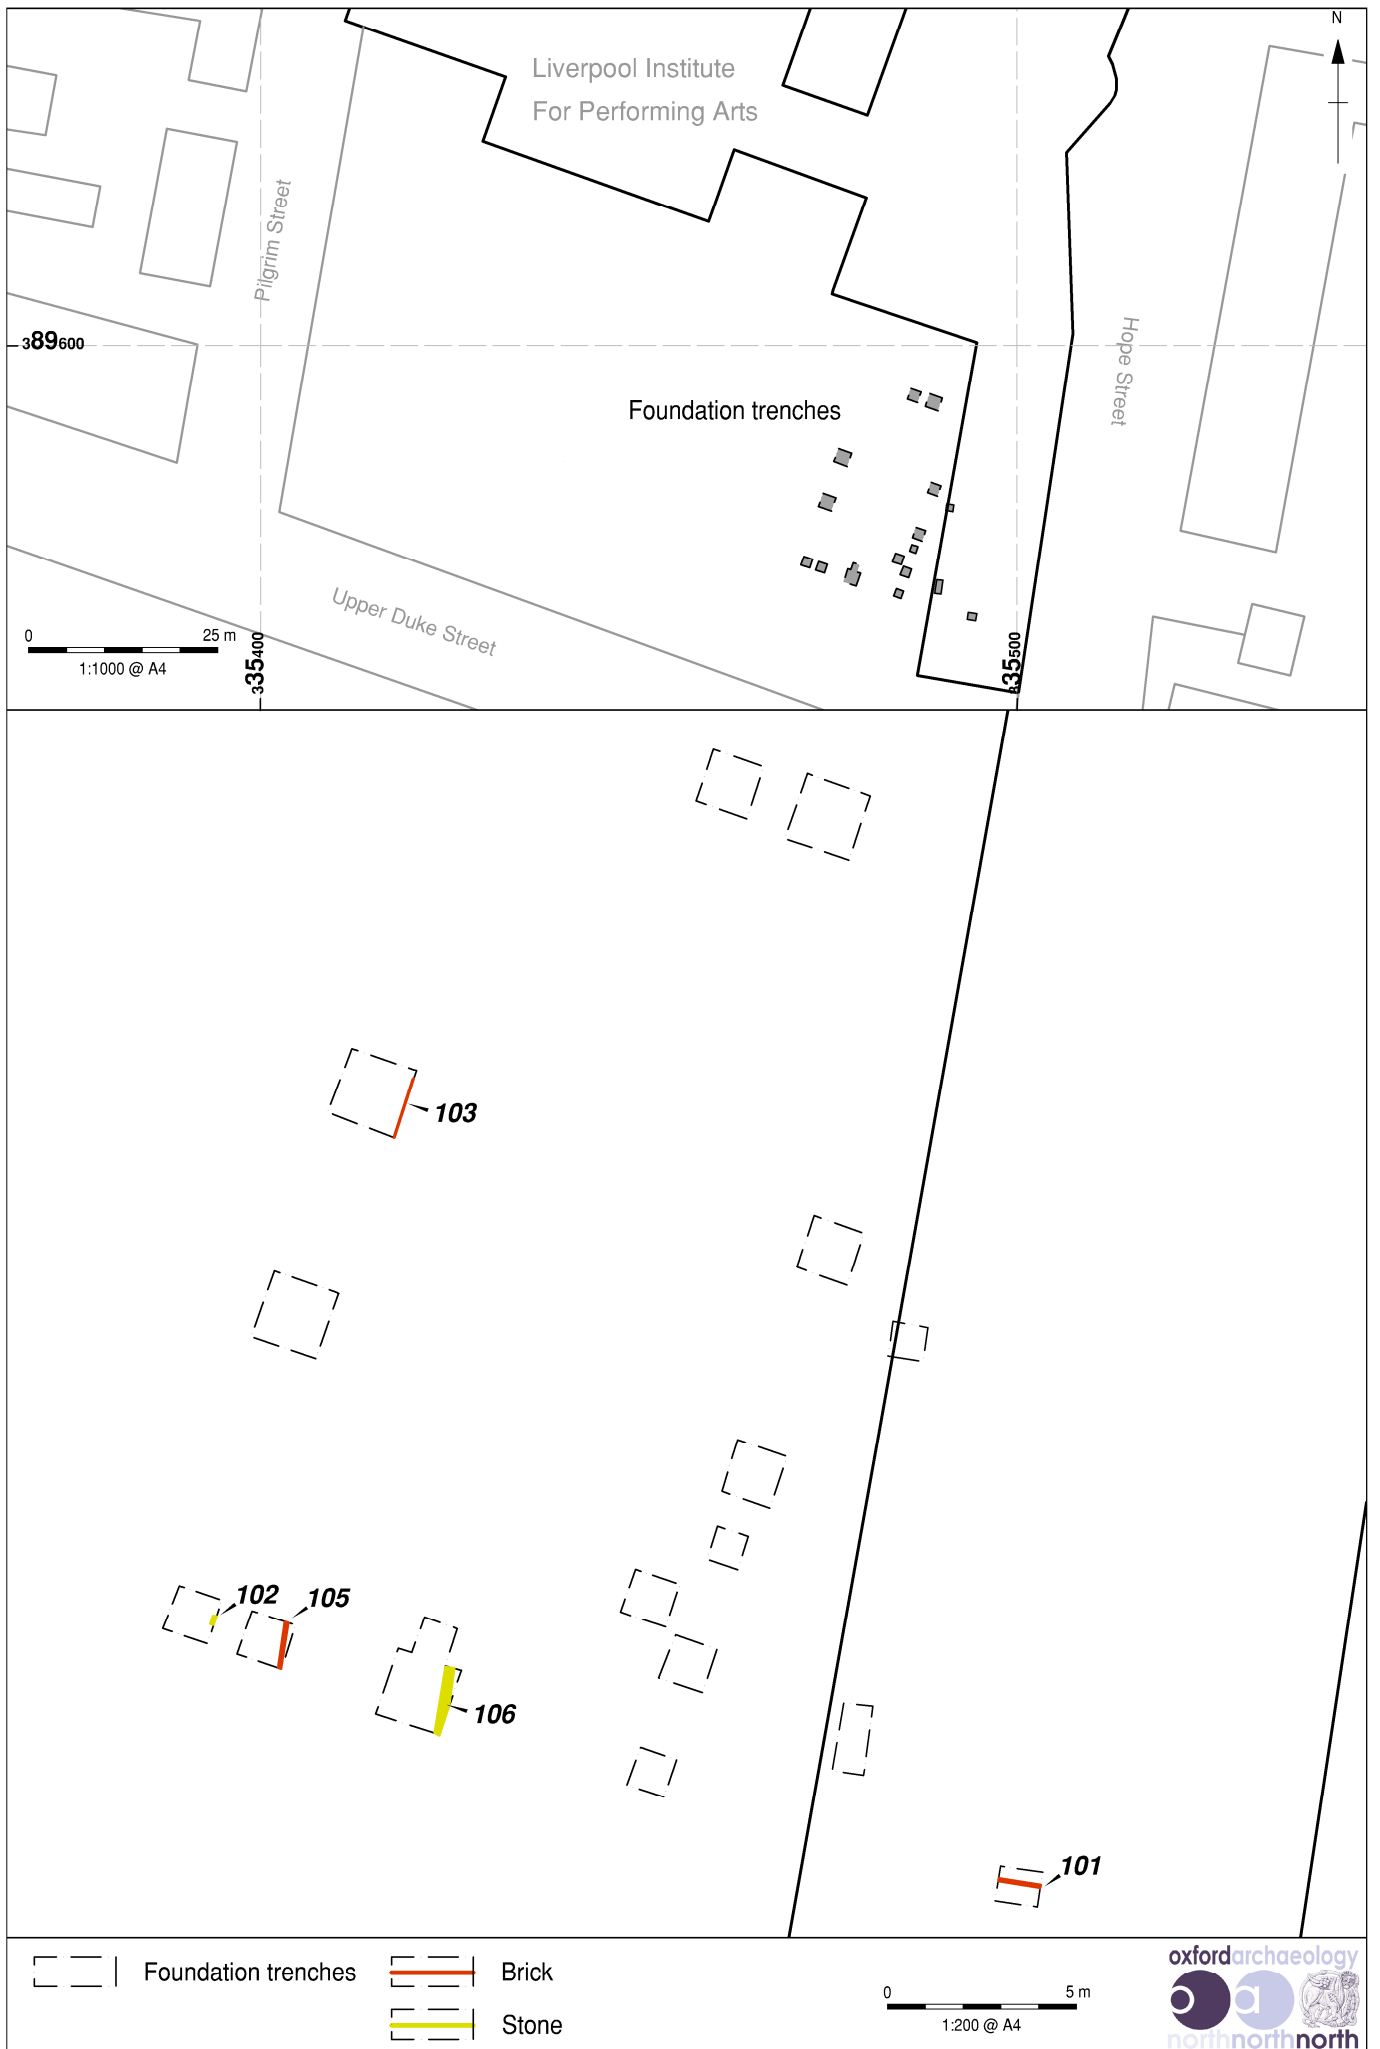 N
Liverpool Institute
For Performing Arts
Pilgrim Street
389600
Hope Street
Foundation trenches
Upper Duke Street
0 25 m
1:1000 @ A4
335400
335500
103
102
105
106
101
Foundation trenches
Brick
Stone
0 5 m
1:200 @ A4
oxfordarchaeology
oa
northnorthnorth